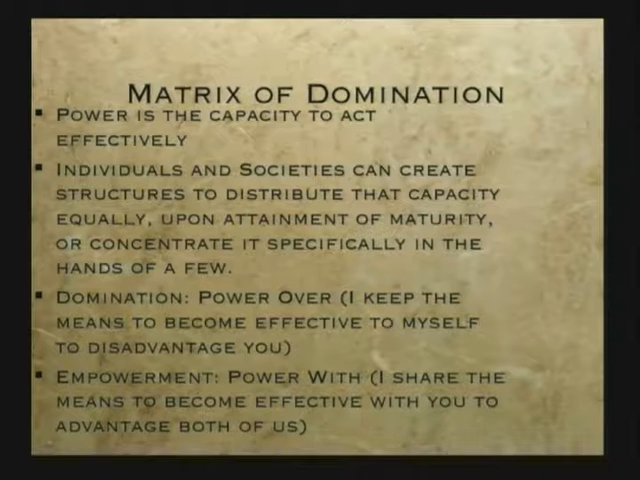 Matrix of Domination
▪ Power is the capacity to act
effectively
▪ Individuals and Societies can create
structures to distribute that capacity
equally, upon attainment of maturity,
or concentrate it specifically in the
hands of a few.
▪ Domination: Power Over (I keep the
means to become effective to myself
to disadvantage you)
▪ Empowerment: Power With (I share the
means to become effective with you to
advantage both of us)